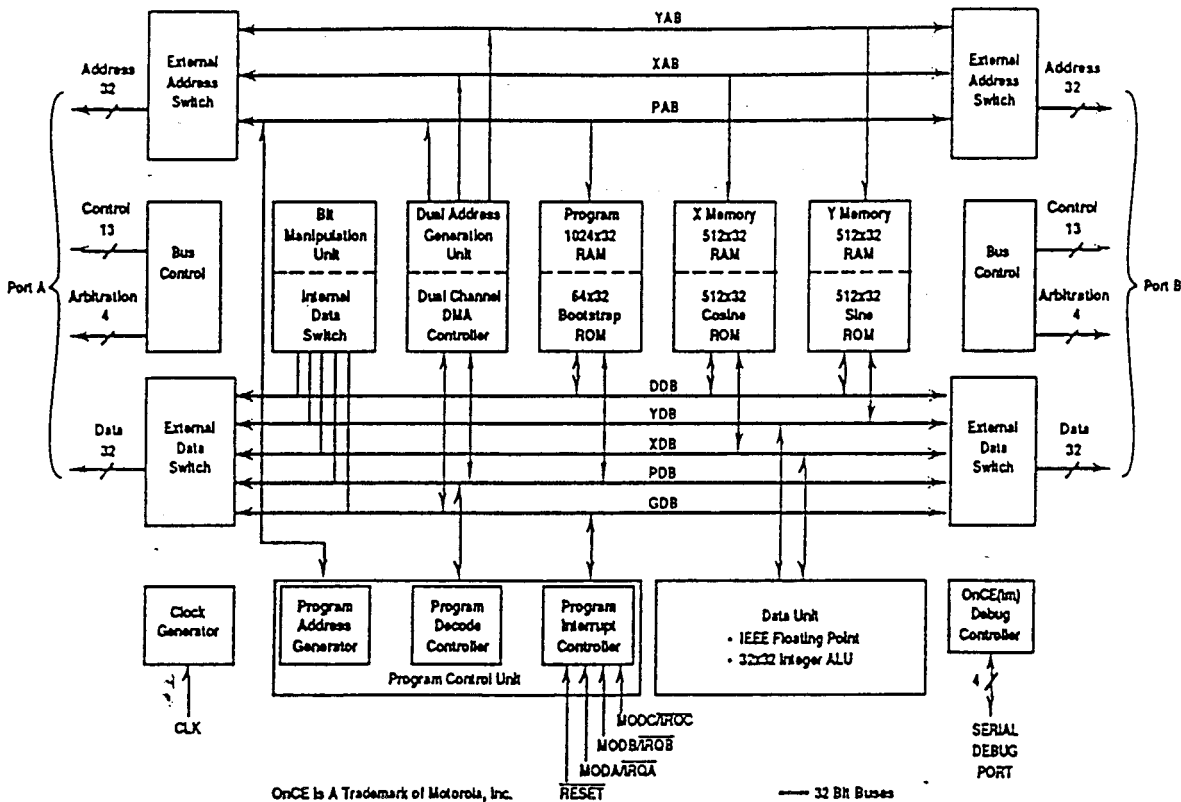 YAB
XAB
PAB
External
Address
Switch
Address
32
External
Address
Switch
Address
32
Port A
Control
13
Arbitration
4
Bus
Control
Bit
Manipulation
Unit
Internal
Data
Switch
Dual Address
Generation
Unit
Dual Channel
DMA
Controller
Program
1024x32
RAM
64x32
Bootstrap
ROM
X Memory
512x32
RAM
512x32
Cosine
ROM
Y Memory
512x32
RAM
512x32
Sine
ROM
Bus
Control
Control
13
Arbitration
4
Port B
DDB
YDB
XDB
PDB
GDB
Data
32
External
Data
Switch
External
Data
Switch
Data
32
Clock
Generator
CLK
Program
Address
Generator
Program
Decode
Controller
Program
Interrupt
Controller
Program Control Unit
Data Unit
• IEEE Floating Point
• 32x32 Integer ALU
OnCE(tm)
Debug
Controller
4
SERIAL
DEBUG
PORT
MODC/IRQC
MODB/IRQB
MODA/IRQA
RESET
OnCE Is A Trademark of Motorola, Inc.
32 Bit Buses